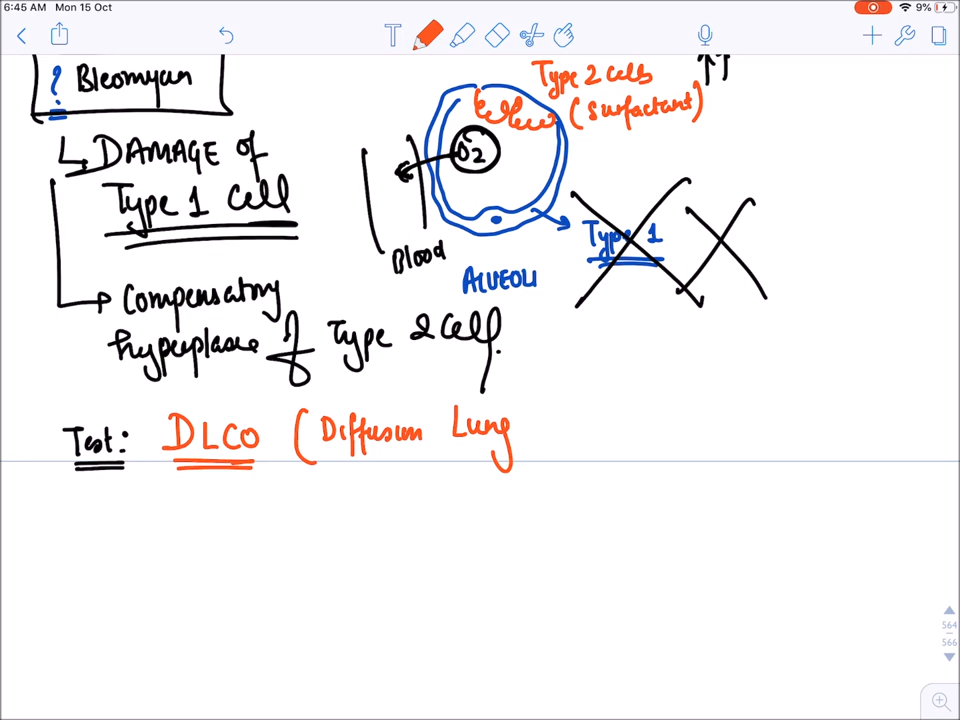 6:45 AM Mon 15 Oct
9%
T
? Bleomycin
Type 2 cells
(Surfactant)
DAMAGE of
Type 1 Cell
O2
Blood
Type 1
ALVEOLI
Compensatory
hyperplasia of Type 2 Cell.
Test: DLCO (Diffusion Lung
564
566